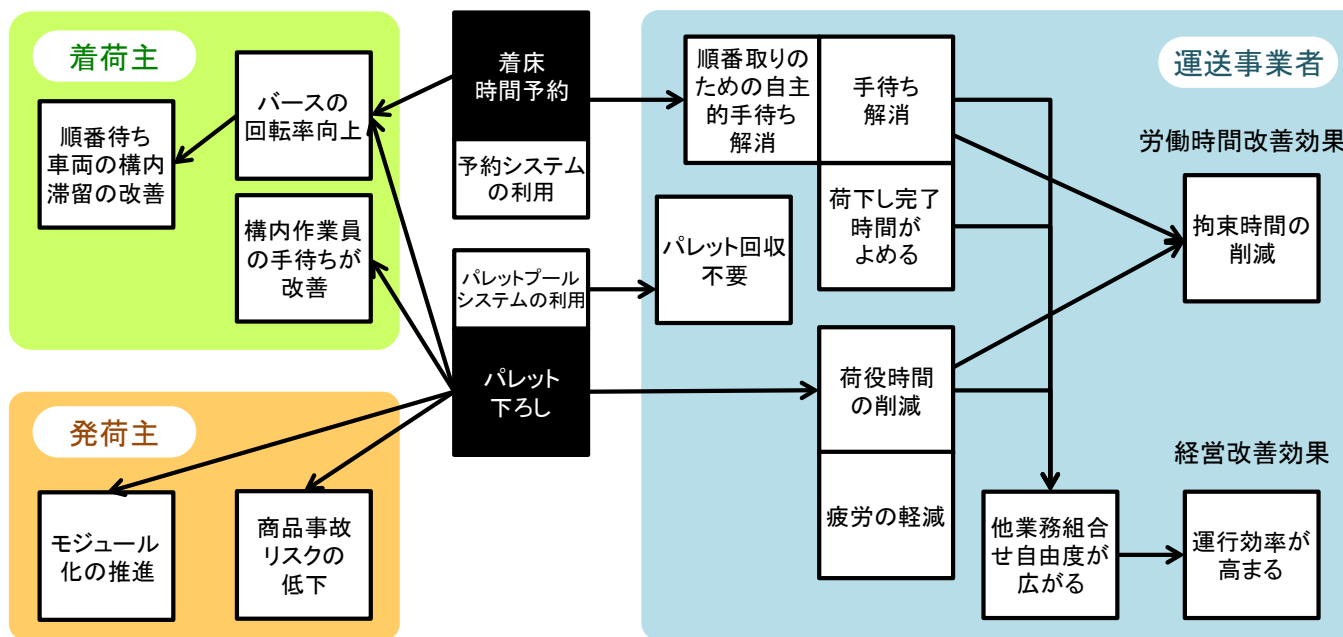 着荷主
順番待ち
車両の構内
滞留の改善
バースの
回転率向上
構内作業員
の手待ちが
改善
発荷主
モジュール
化の推進
商品事故
リスクの
低下
着床
時間予約
予約システム
の利用
パレットプール
システムの利用
パレット
下ろし
運送事業者
順番取りの
ための自主
的手待ち
解消
手待ち
解消
荷下し完了
時間が
よめる
パレット回収
不要
荷役時間
の削減
疲労の軽減
労働時間改善効果
拘束時間の
削減
経営改善効果
他業務組合
せ自由度が
広がる
運行効率が
高まる